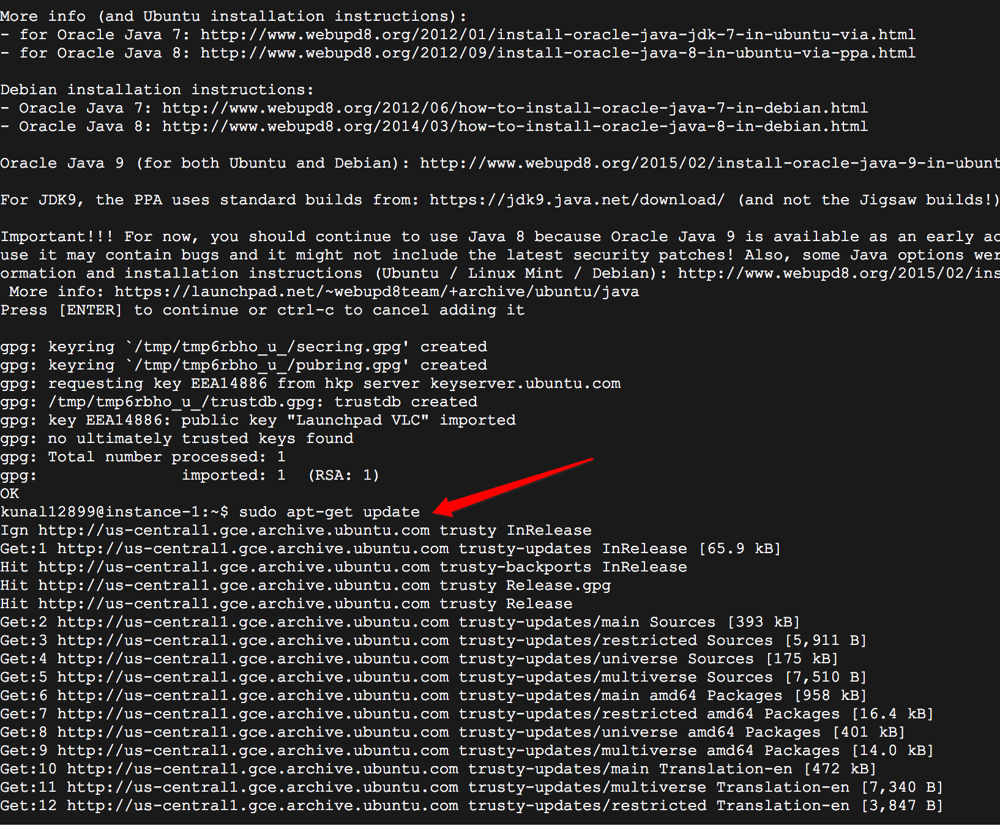 More info (and Ubuntu installation instructions):
- for Oracle Java 7: http://www.webupd8.org/2012/01/install-oracle-java-jdk-7-in-ubuntu-via.html
- for Oracle Java 8: http://www.webupd8.org/2012/09/install-oracle-java-8-in-ubuntu-via-ppa.html
Debian installation instructions:
- Oracle Java 7: http://www.webupd8.org/2012/06/how-to-install-oracle-java-7-in-debian.html
- Oracle Java 8: http://www.webupd8.org/2014/03/how-to-install-oracle-java-8-in-debian.html
Oracle Java 9 (for both Ubuntu and Debian): http://www.webupd8.org/2015/02/install-oracle-java-9-in-ubunt
For JDK9, the PPA uses standard builds from: https://jdk9.java.net/download/ (and not the Jigsaw builds!)
Important!!! For now, you should continue to use Java 8 because Oracle Java 9 is available as an early ac
use it may contain bugs and it might not include the latest security patches! Also, some Java options wer
ormation and installation instructions (Ubuntu / Linux Mint / Debian): http://www.webupd8.org/2015/02/ins
More info: https://launchpad.net/~webupd8team/+archive/ubuntu/java
Press [ENTER] to continue or ctrl-c to cancel adding it
gpg: keyring `/tmp/tmp6rbho_u_/secring.gpg' created
gpg: keyring `/tmp/tmp6rbho_u_/pubring.gpg' created
gpg: requesting key EEA14886 from hkp server keyserver.ubuntu.com
gpg: /tmp/tmp6rbho_u_/trustdb.gpg: trustdb created
gpg: key EEA14886: public key "Launchpad VLC" imported
gpg: no ultimately trusted keys found
gpg: Total number processed: 1
gpg:               imported: 1  (RSA: 1)
OK
kunal12899@instance-1:~$ sudo apt-get update
Ign http://us-central1.gce.archive.ubuntu.com trusty InRelease
Get:1 http://us-central1.gce.archive.ubuntu.com trusty-updates InRelease [65.9 kB]
Hit http://us-central1.gce.archive.ubuntu.com trusty-backports InRelease
Hit http://us-central1.gce.archive.ubuntu.com trusty Release.gpg
Hit http://us-central1.gce.archive.ubuntu.com trusty Release
Get:2 http://us-central1.gce.archive.ubuntu.com trusty-updates/main Sources [393 kB]
Get:3 http://us-central1.gce.archive.ubuntu.com trusty-updates/restricted Sources [5,911 B]
Get:4 http://us-central1.gce.archive.ubuntu.com trusty-updates/universe Sources [175 kB]
Get:5 http://us-central1.gce.archive.ubuntu.com trusty-updates/multiverse Sources [7,510 B]
Get:6 http://us-central1.gce.archive.ubuntu.com trusty-updates/main amd64 Packages [958 kB]
Get:7 http://us-central1.gce.archive.ubuntu.com trusty-updates/restricted amd64 Packages [16.4 kB]
Get:8 http://us-central1.gce.archive.ubuntu.com trusty-updates/universe amd64 Packages [401 kB]
Get:9 http://us-central1.gce.archive.ubuntu.com trusty-updates/multiverse amd64 Packages [14.0 kB]
Get:10 http://us-central1.gce.archive.ubuntu.com trusty-updates/main Translation-en [472 kB]
Get:11 http://us-central1.gce.archive.ubuntu.com trusty-updates/multiverse Translation-en [7,340 B]
Get:12 http://us-central1.gce.archive.ubuntu.com trusty-updates/restricted Translation-en [3,847 B]